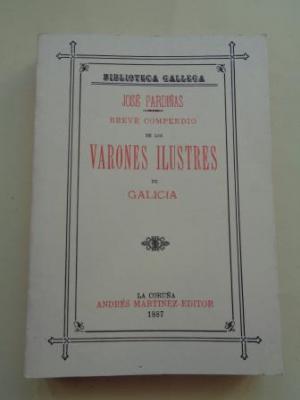 BIBLIOTECA GALLEGA
JOSÉ PARDIÑAS
BREVE COMPENDIO
DE LOS
VARONES ILUSTRES
DE
GALICIA
LA CORUÑA
ANDRÉS MARTÍNEZ-EDITOR
1887